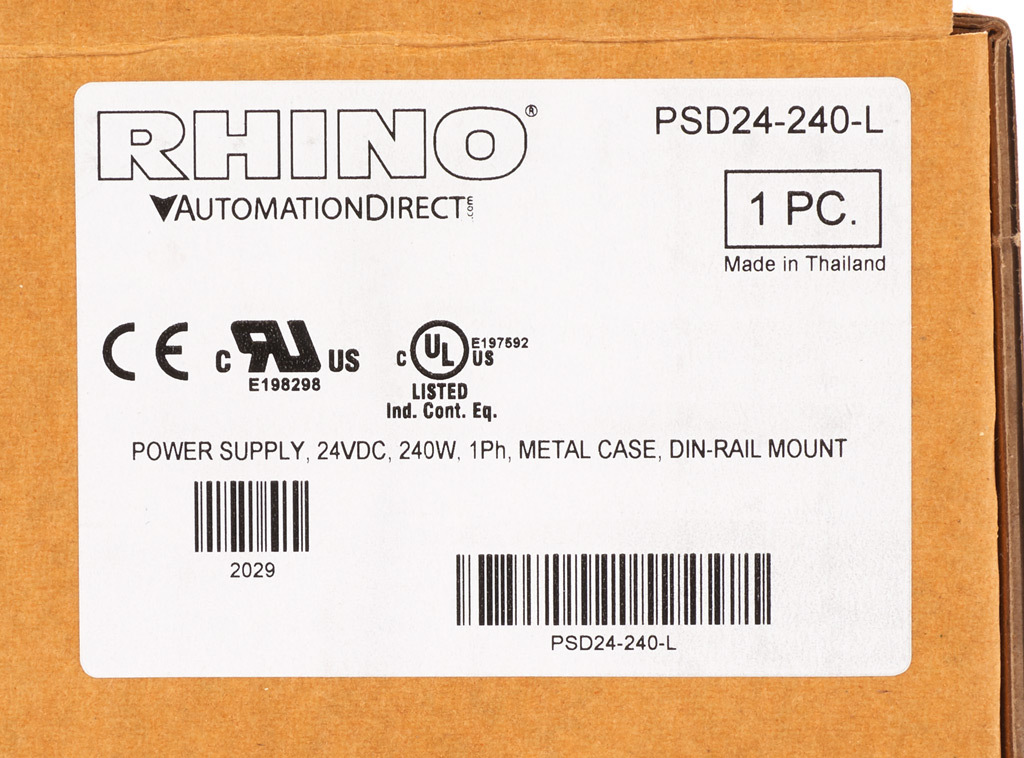 RHINO®
AUTOMATIONDIRECT.com
PSD24-240-L
1 PC.
Made in Thailand
CE
c RU US
E198298
c UL US E197592
LISTED
Ind. Cont. Eq.
POWER SUPPLY, 24VDC, 240W, 1Ph, METAL CASE, DIN-RAIL MOUNT
2029
PSD24-240-L